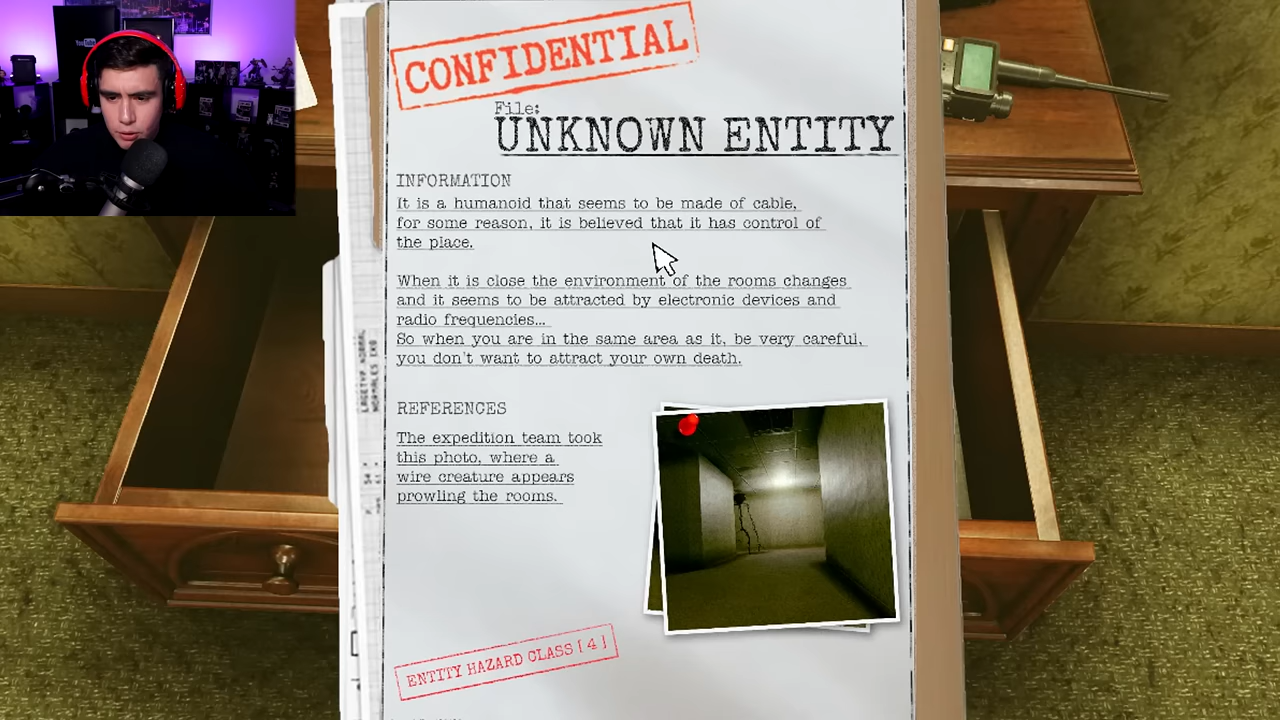 CONFIDENTIAL
File:
UNKNOWN ENTITY
INFORMATION
It is a humanoid that seems to be made of cable,
for some reason, it is believed that it has control of
the place.
When it is close the environment of the rooms changes
and it seems to be attracted by electronic devices and
radio frequencies...
So when you are in the same area as it, be very careful,
you don't want to attract your own death.
REFERENCES
The expedition team took
this photo, where a
wire creature appears
prowling the rooms.
ENTITY HAZARD CLASS [ 4 ]
YouTube